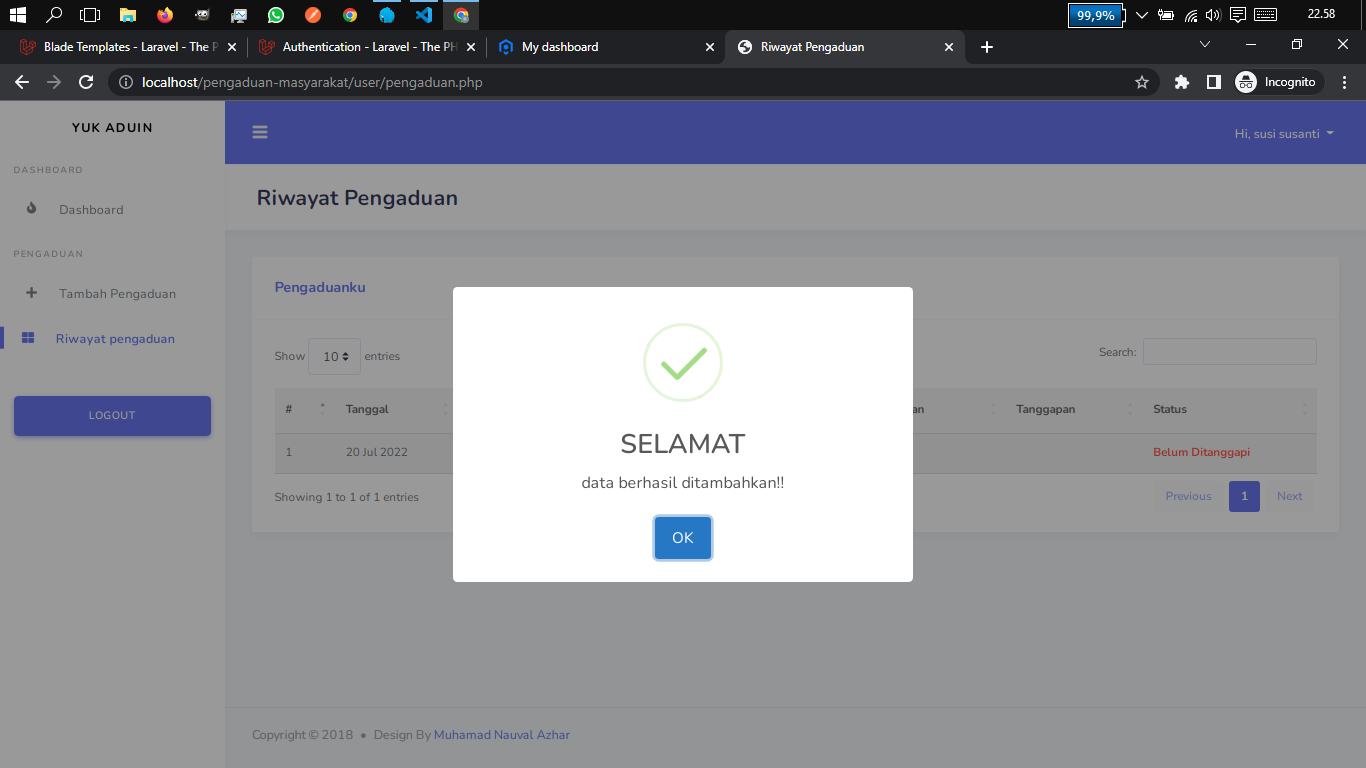 99,9%
22.58
Blade Templates - Laravel - The P
Authentication - Laravel - The PH
My dashboard
Riwayat Pengaduan
localhost/pengaduan-masyarakat/user/pengaduan.php
Incognito
YUK ADUIN
Hi, susi susanti
DASHBOARD
Dashboard
PENGADUAN
Tambah Pengaduan
Riwayat pengaduan
LOGOUT
Riwayat Pengaduan
Pengaduanku
Show 10 entries
Search:
# Tanggal an Tanggapan Status
1 20 Jul 2022 Belum Ditanggapi
Showing 1 to 1 of 1 entries
Previous 1 Next
SELAMAT
data berhasil ditambahkan!!
OK
Copyright © 2018 • Design By Muhamad Nauval Azhar